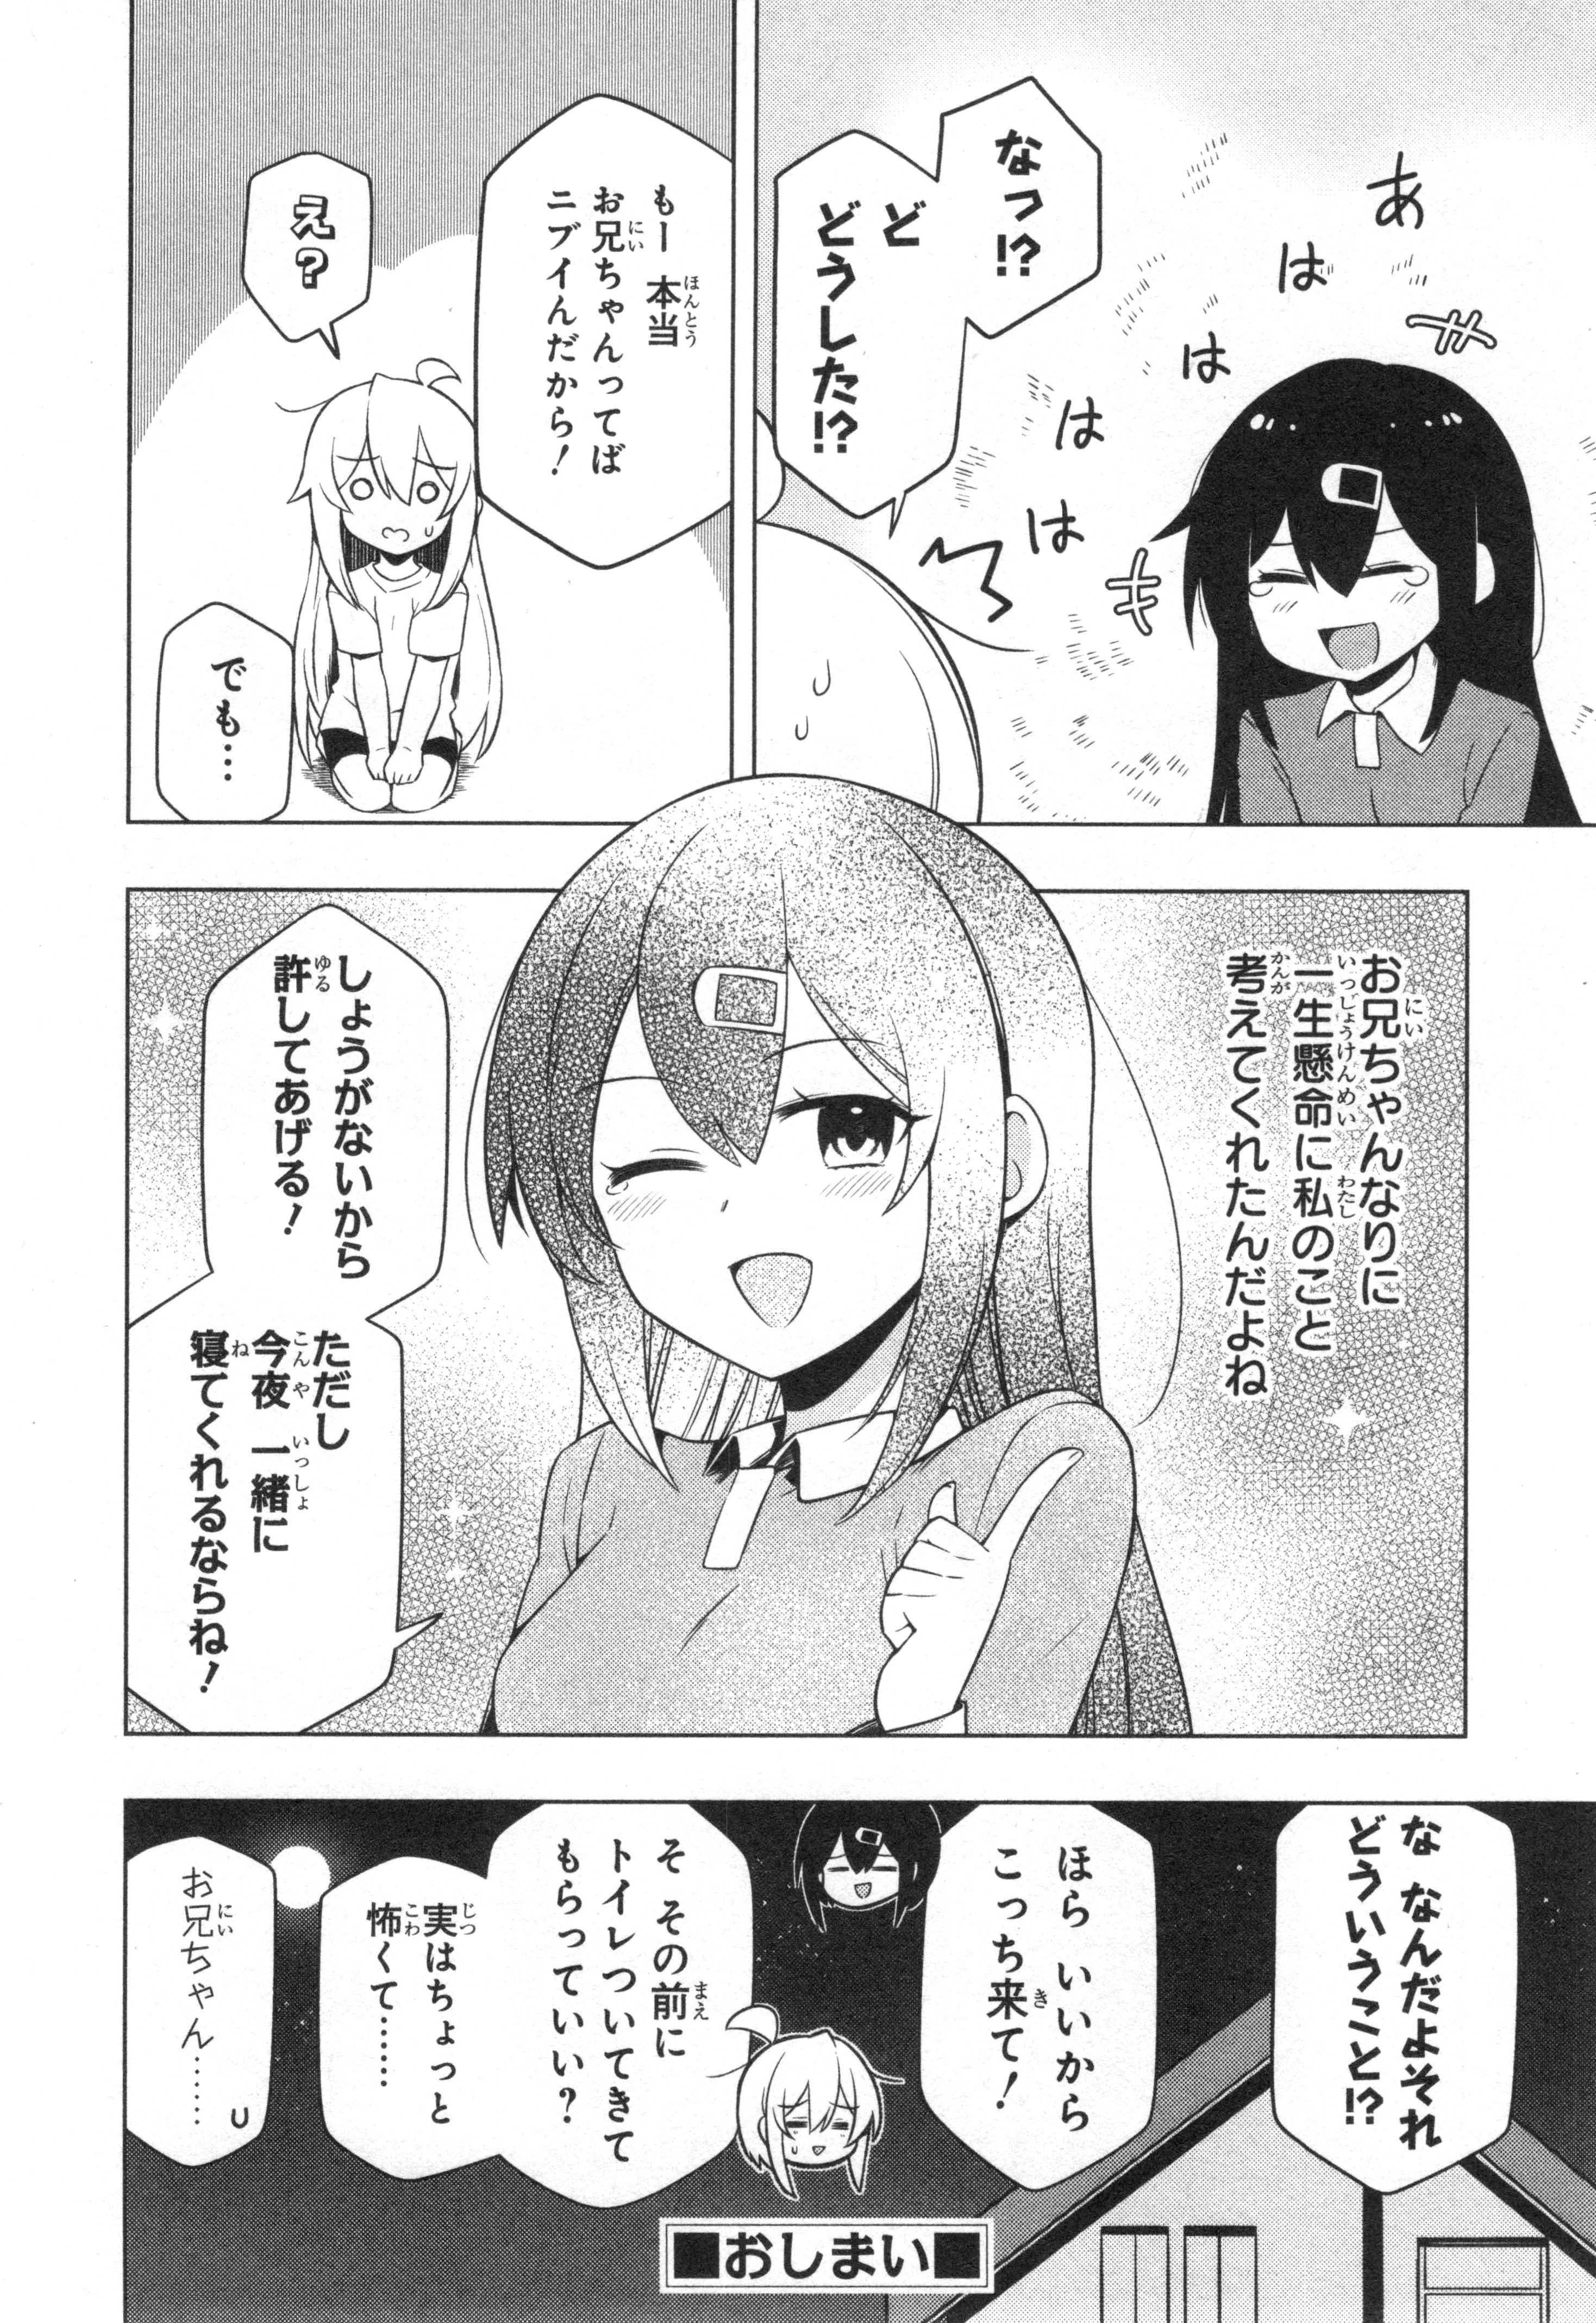 あ
は
は
は
は
なっ!?
ど
どうした!?
もー 本当
お兄ちゃんってば
ニブイんだから！
え？
でも…
お兄ちゃんなりに
一生懸命に私のこと
考えてくれたんだよね
しょうがないから
許してあげる！
ただし
今夜 一緒に
寝てくれるならね！
な なんだよそれ
どういうこと!?
ほら いいから
こっち来て！
そ その前に
トイレついてきて
もらっていい？
実はちょっと
怖くて……
お兄ちゃん……
■おしまい■